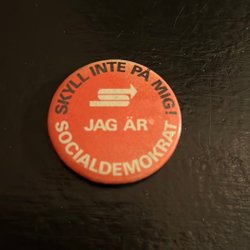 SKYLL INTE PÅ MIG!
JAG ÄR
SOCIALDEMOKRAT